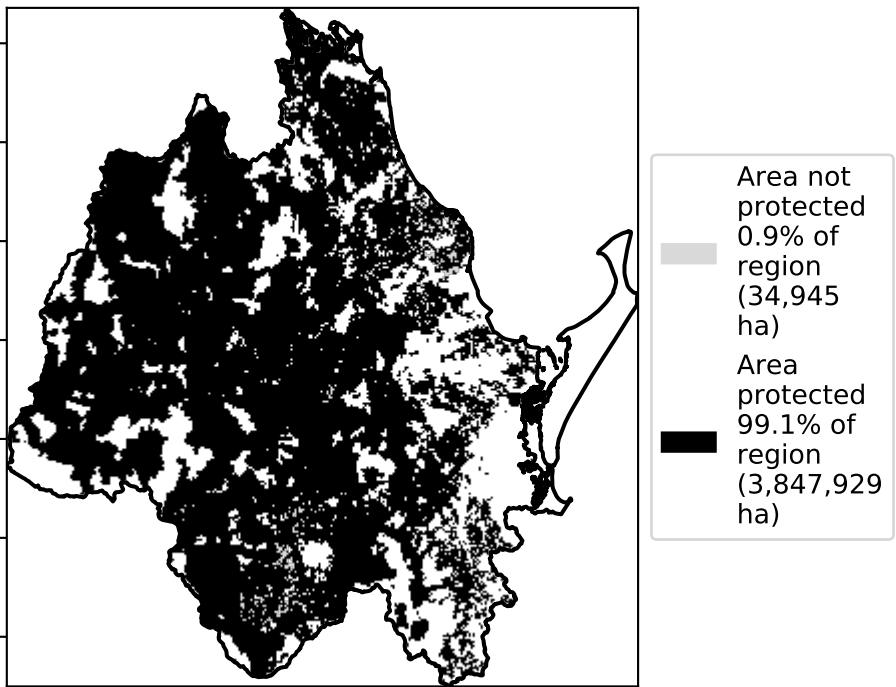 Area not
protected
0.9% of
region
(34,945
ha)
Area
protected
99.1% of
region
(3,847,929
ha)